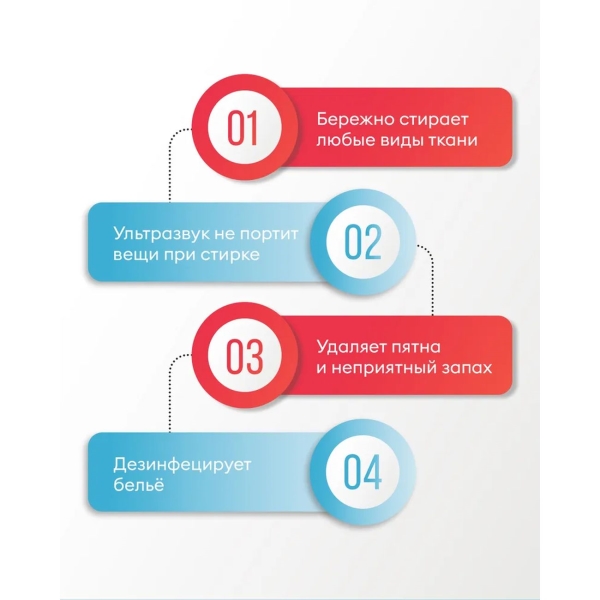 01
Бережно стирает
любые виды ткани
Ультразвук не портит
вещи при стирке
02
03
Удаляет пятна
и неприятный запах
Дезинфецирует
бельё
04